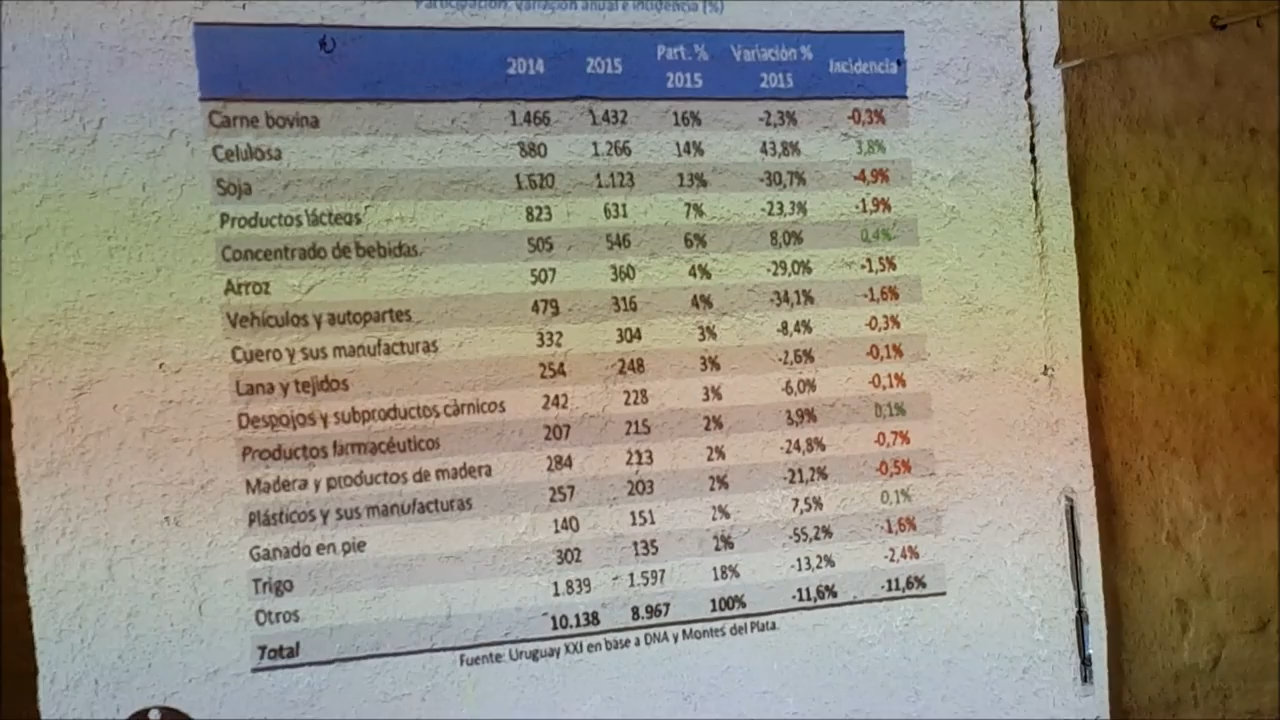 Participación, variación anual e incidencia (%)
2014 2015 Part. % 2015 Variación % 2015 Incidencia
Carne bovina 1.466 1.432 16% -2,3% -0,3%
Celulosa 880 1.266 14% 43,8% 3,8%
Soja 1.620 1.123 13% -30,7% -4,9%
Productos lácteos 823 631 7% -23,3% -1,9%
Concentrado de bebidas 505 546 6% 8,0% 0,4%
Arroz 507 360 4% -29,0% -1,5%
Vehículos y autopartes 479 316 4% -34,1% -1,6%
Cuero y sus manufacturas 332 304 3% -8,4% -0,3%
Lana y tejidos 254 248 3% -2,6% -0,1%
Despojos y subproductos cárnicos 242 228 3% -6,0% -0,1%
Productos farmacéuticos 207 215 2% 3,9% 0,1%
Madera y productos de madera 284 213 2% -24,8% -0,7%
Plásticos y sus manufacturas 257 203 2% -21,2% -0,5%
Ganado en pie 140 151 2% 7,5% 0,1%
Trigo 302 135 2% -55,2% -1,6%
Otros 1.839 1.597 18% -13,2% -2,4%
Total 10.138 8.967 100% -11,6% -11,6%
Fuente: Uruguay XXI en base a DNA y Montes del Plata.